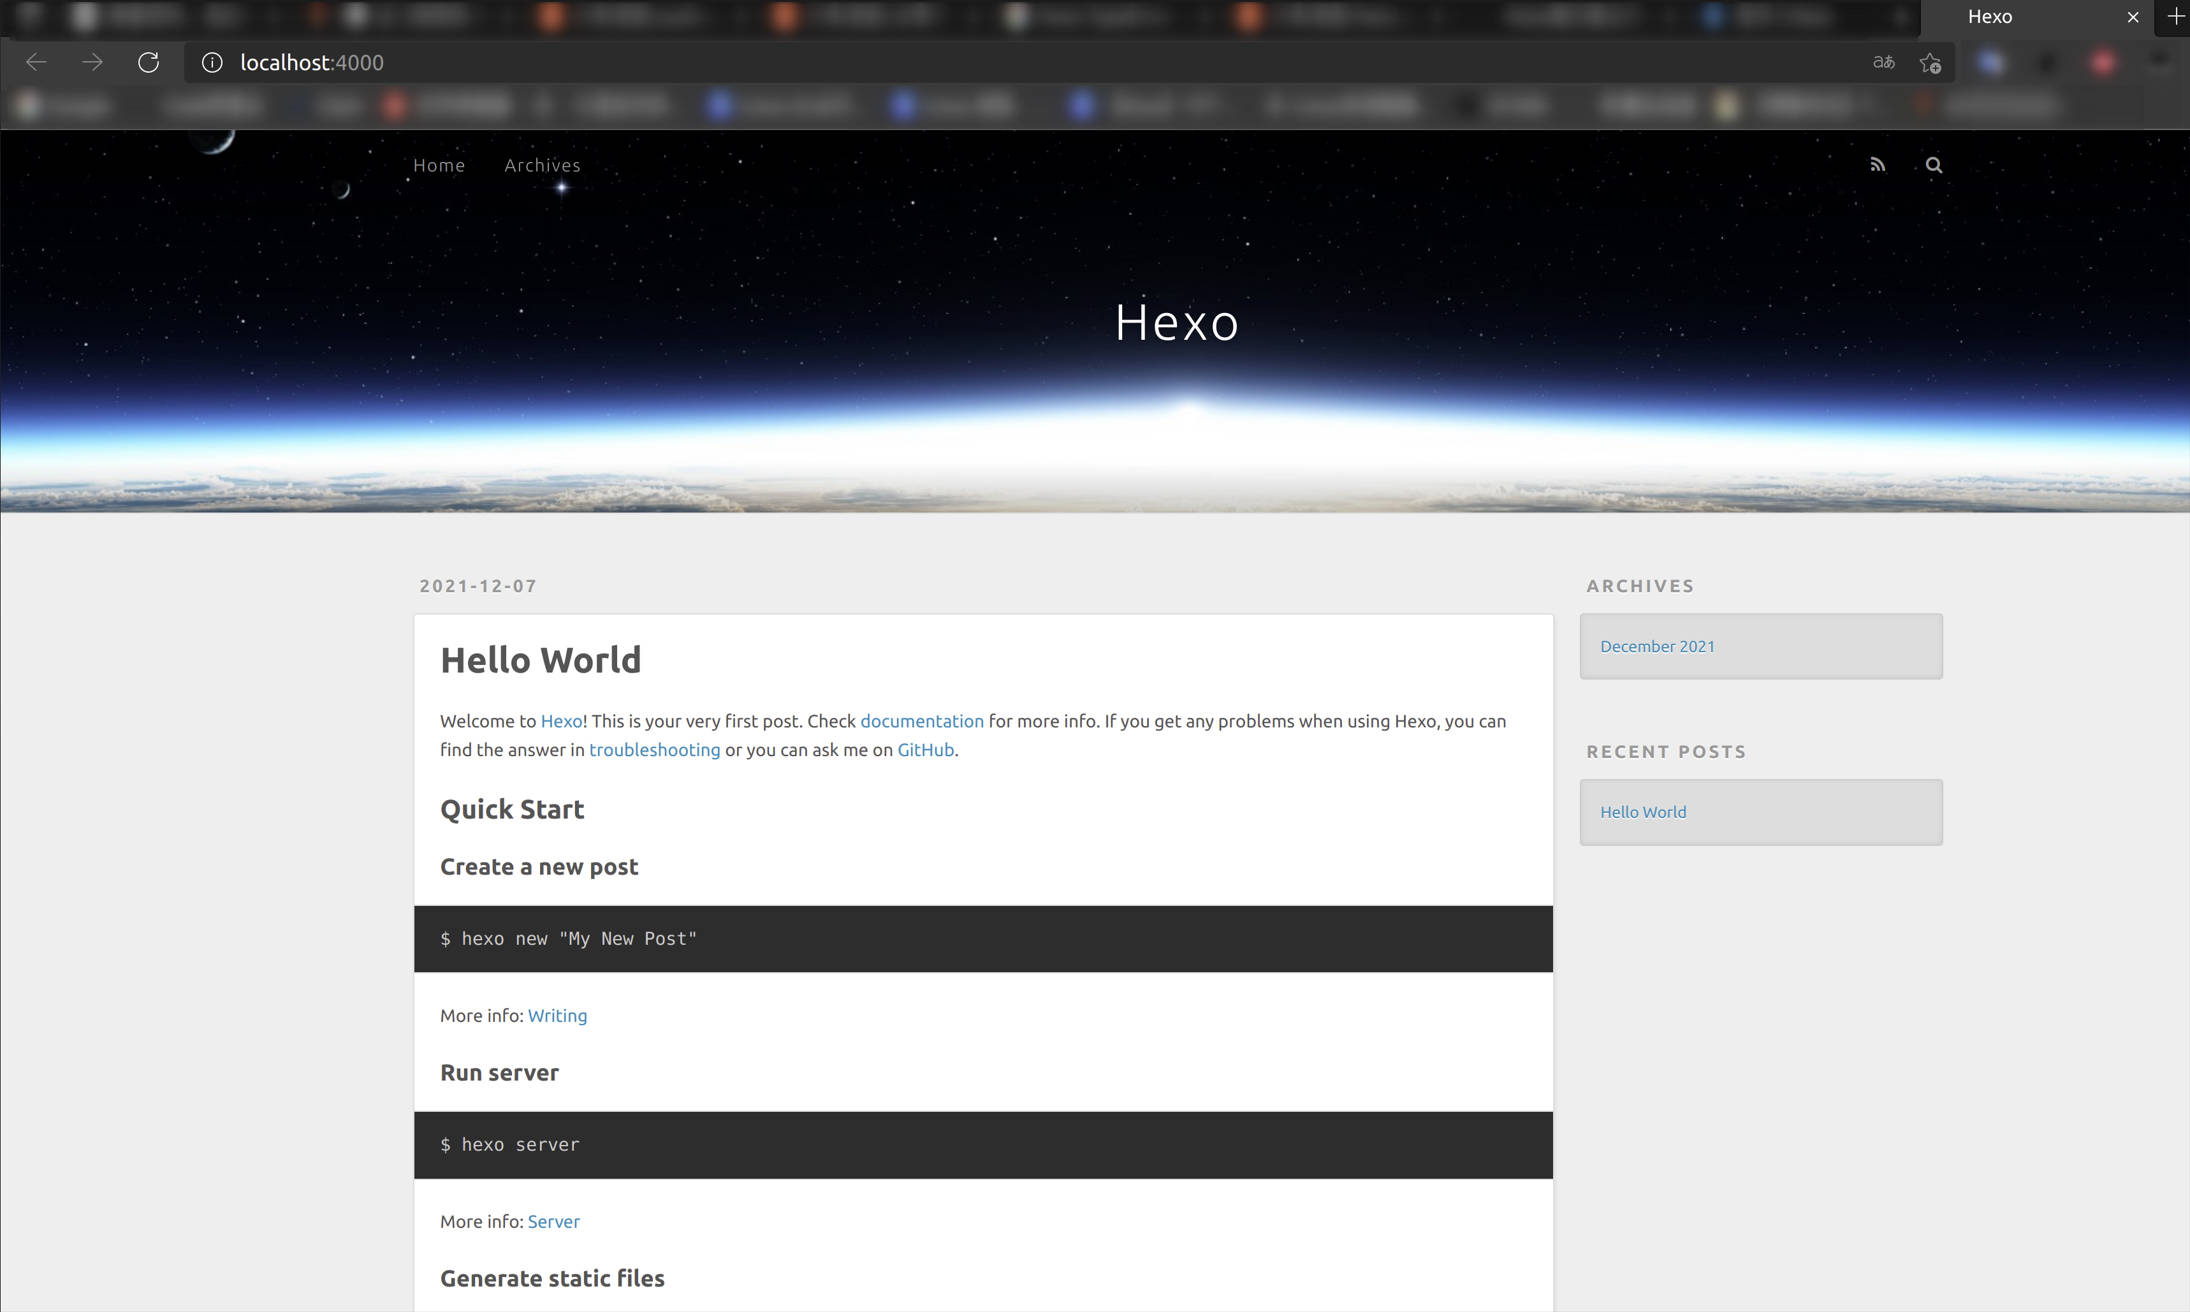 Hexo
localhost:4000
Home Archives
Hexo
2021-12-07
Hello World
Welcome to Hexo! This is your very first post. Check documentation for more info. If you get any problems when using Hexo, you can
find the answer in troubleshooting or you can ask me on GitHub.
Quick Start
Create a new post
$ hexo new "My New Post"
More info: Writing
Run server
$ hexo server
More info: Server
Generate static files
ARCHIVES
December 2021
RECENT POSTS
Hello World